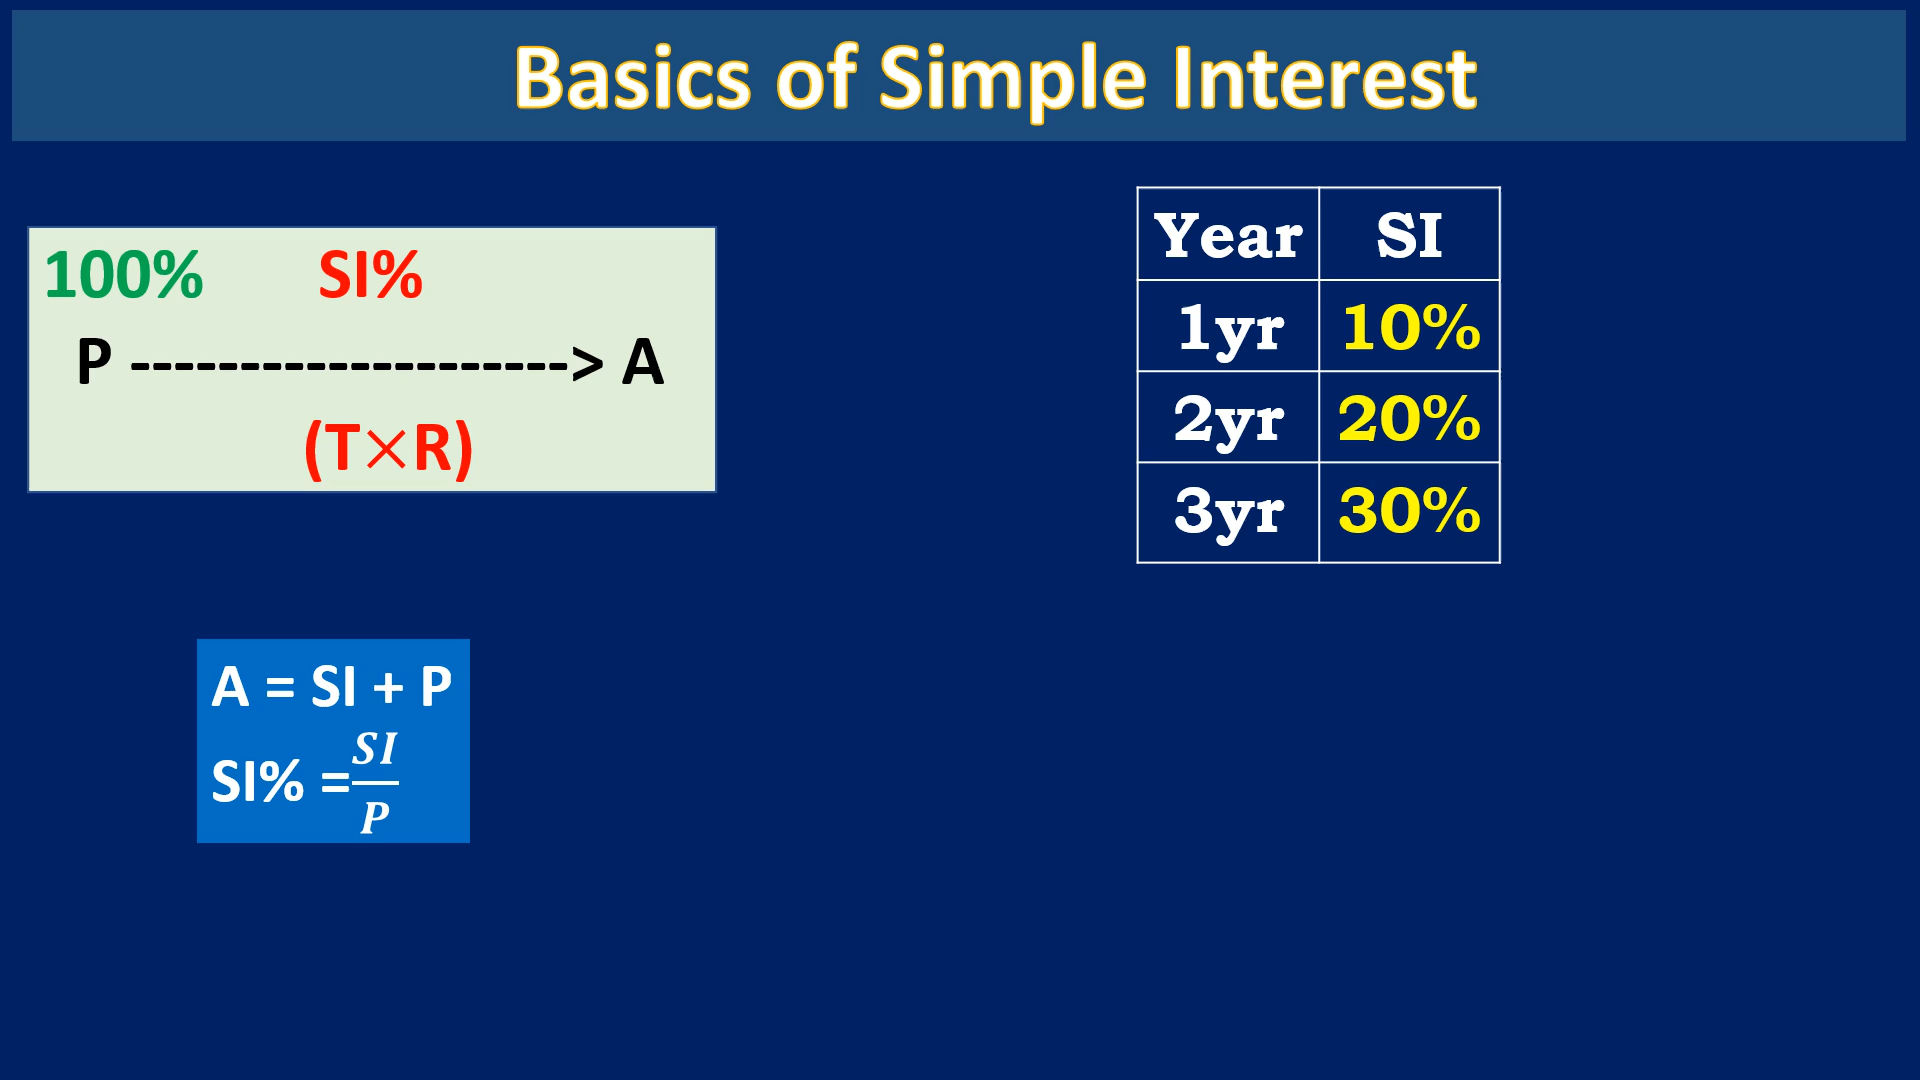 Basics of Simple Interest
100% SI%
P --------------------> A
(T×R)
Year SI
1yr 10%
2yr 20%
3yr 30%
A = SI + P
SI% = SI/P